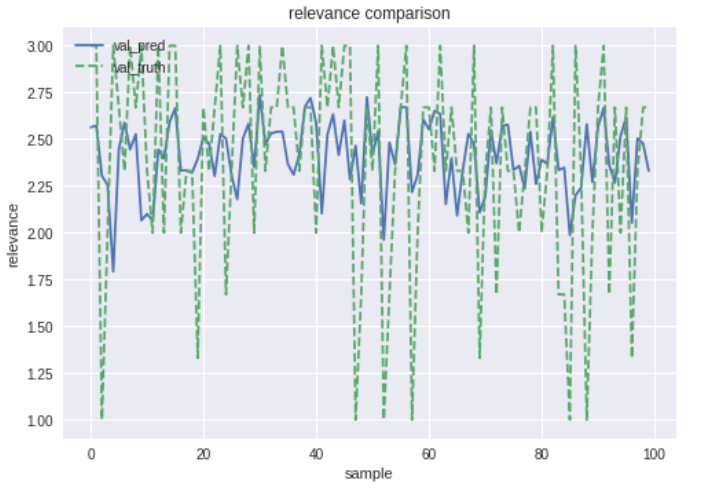 relevance comparison
val_pred
val_truth
3.00
2.75
2.50
2.25
2.00
1.75
1.50
1.25
1.00
relevance
0 20 40 60 80 100
sample